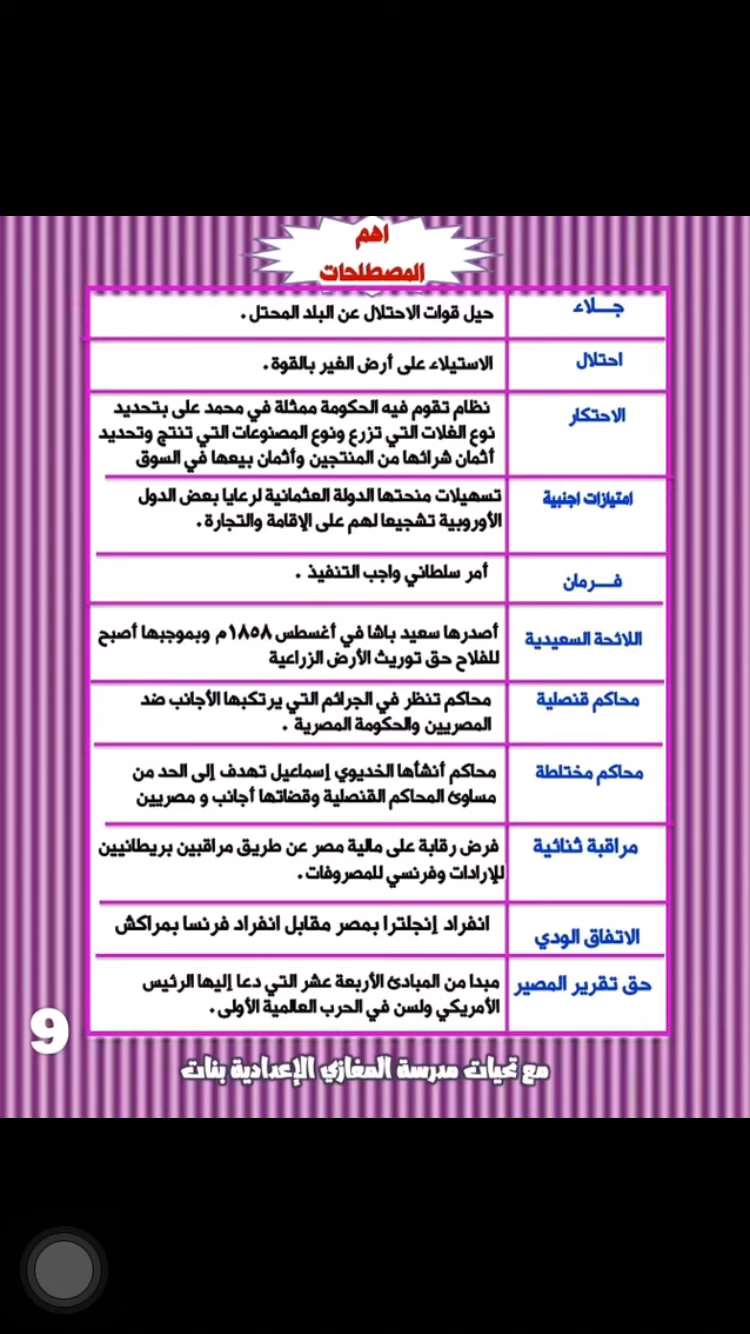 اهم
المصطلحات
جـــلاء
حيل قوات الاحتلال عن البلد المحتل .
احتلال
الاستيلاء على أرض الغير بالقوة .
الاحتكار
نظام تقوم فيه الحكومة ممثلة في محمد على بتحديد
نوع الغلات التي تزرع ونوع المصنوعات التي تنتج وتحديد
أثمان شرائها من المنتجين وأثمان بيعها في السوق
امتيازات اجنبية
تسهيلات منحتها الدولة العثمانية لرعايا بعض الدول
الأوروبية تشجيعا لهم على الإقامة والتجارة .
فـــرمان
أمر سلطاني واجب التنفيذ .
اللائحة السعيدية
أصدرها سعيد باشا في أغسطس ١٨٥٨م وبموجبها أصبح
للفلاح حق توريث الأرض الزراعية
محاكم قنصلية
محاكم تنظر في الجرائم التي يرتكبها الأجانب ضد
المصريين والحكومة المصرية .
محاكم مختلطة
محاكم أنشأها الخديوي إسماعيل تهدف إلى الحد من
مساوئ المحاكم القنصلية وقضاتها أجانب و مصريين
مراقبة ثنائية
فرض رقابة على مالية مصر عن طريق مراقبين بريطانيين
للإرادات وفرنسي للمصروفات .
الاتفاق الودي
انفراد إنجلترا بمصر مقابل انفراد فرنسا بمراكش
حق تقرير المصير
مبدا من المبادئ الأربعة عشر التي دعا إليها الرئيس
الأمريكي ولسن في الحرب العالمية الأولى .
9
مع تحيات مدرسة المغازي الإعدادية بنات